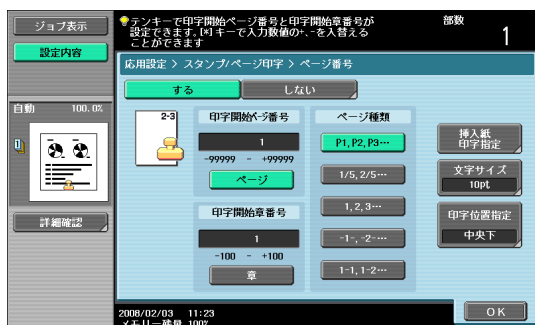 ジョブ表示
設定内容
テンキーで印字開始ページ番号と印字開始章番号が
設定できます。[*]キーで入力数値の+、-を入替える
ことができます
部数
1
応用設定 > スタンプ/ページ印字 > ページ番号
する
しない
自動 100.0%
詳細確認
2-3
印字開始ページ番号
1
-99999 - +99999
ページ
印字開始章番号
1
-100 - +100
章
ページ種類
P1,P2,P3…
1/5,2/5…
1,2,3…
-1-,-2-…
1-1,1-2…
挿入紙
印字指定
文字サイズ
10pt
印字位置指定
中央下
2008/02/03 11:23
メモリー残量 100%
OK